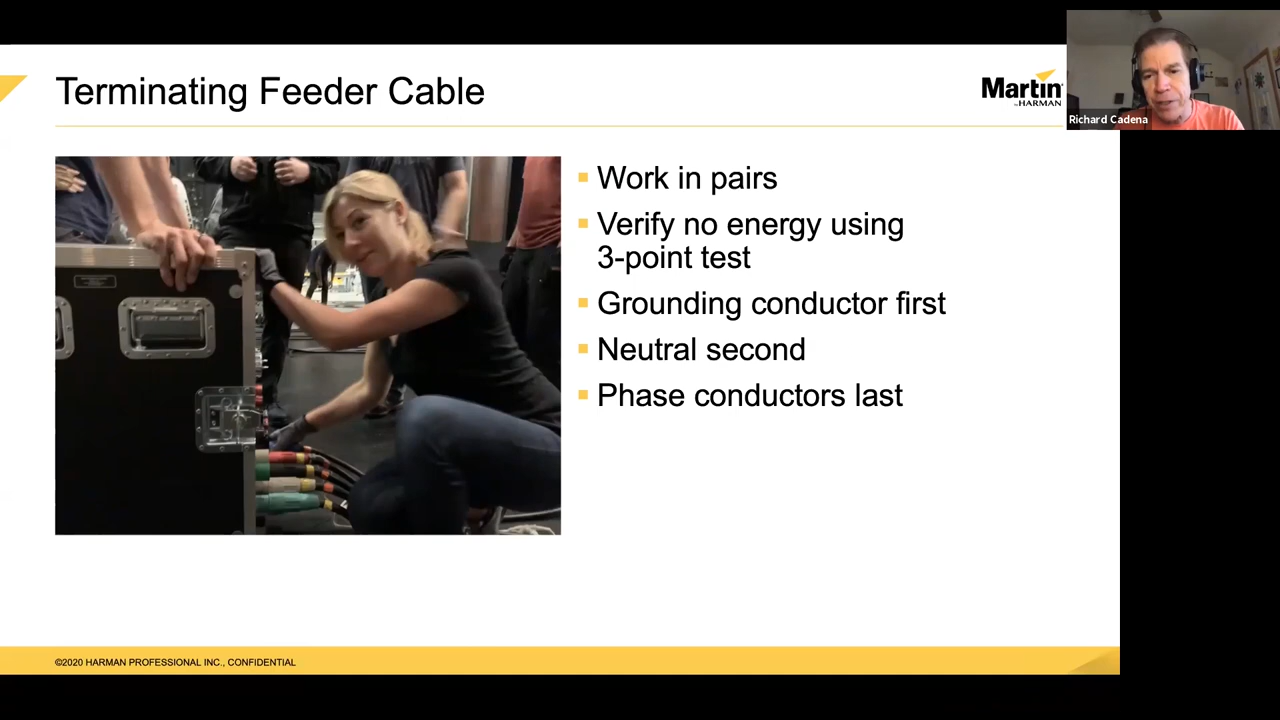 Terminating Feeder Cable
Martin
by HARMAN
Richard Cadena
Work in pairs
Verify no energy using
3-point test
Grounding conductor first
Neutral second
Phase conductors last
©2020 HARMAN PROFESSIONAL INC., CONFIDENTIAL